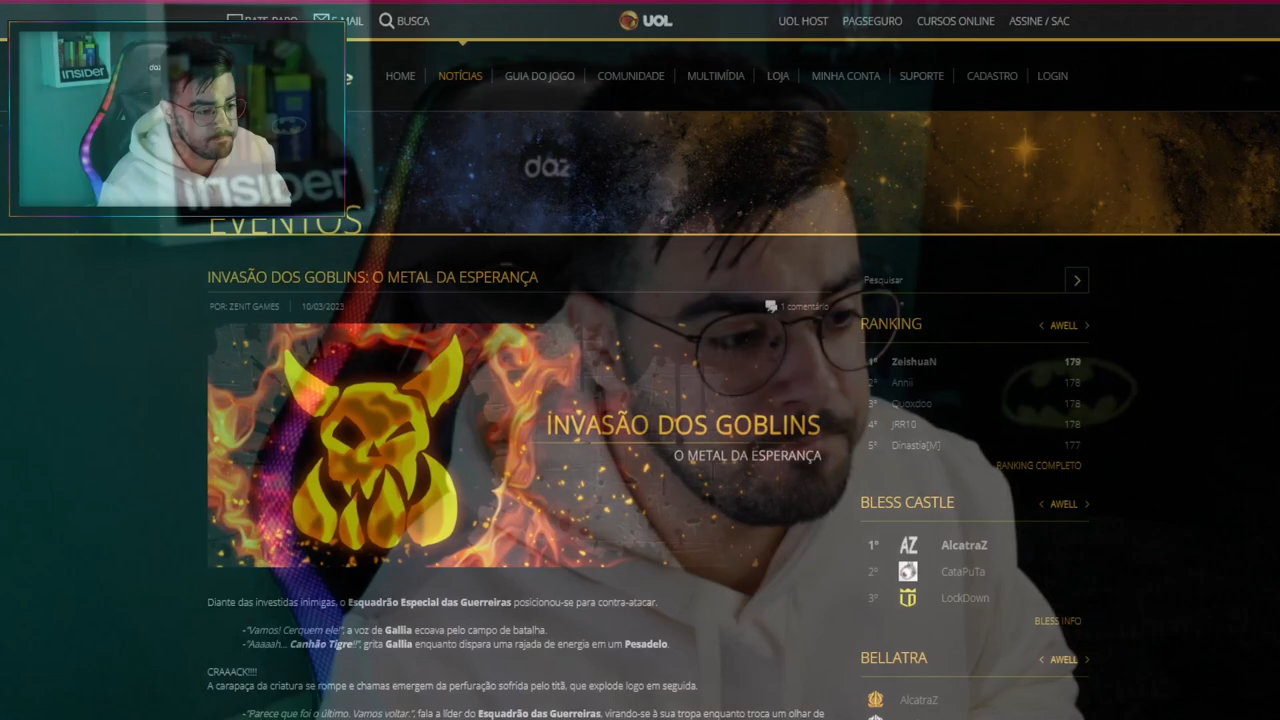 BATE-PAPO E-MAIL BUSCA UOL UOL HOST PAGSEGURO CURSOS ONLINE ASSINE / SAC
HOME NOTÍCIAS GUIA DO JOGO COMUNIDADE MULTIMÍDIA LOJA MINHA CONTA SUPORTE CADASTRO LOGIN
INSIDER
daz
daz
INSIDER
EVENTOS
INVASÃO DOS GOBLINS: O METAL DA ESPERANÇA
POR: ZENIT GAMES 10/03/2023 1 comentário
INVASÃO DOS GOBLINS
O METAL DA ESPERANÇA
Diante das investidas inimigas, o Esquadrão Especial das Guerreiras posicionou-se para contra-atacar.
-"Vamos! Cerquem ele!", a voz de Gallia ecoava pelo campo de batalha.
-"Aaaaah... Canhão Tigre!!", grita Gallia enquanto dispara uma rajada de energia em um Pesadelo.
CRAAACK!!!!
A carapaça da criatura se rompe e chamas emergem da perfuração sofrida pelo titã, que explode logo em seguida.
-"Parece que foi o último. Vamos voltar.", fala a líder do Esquadrão das Guerreiras, virando-se à sua tropa enquanto troca um olhar de
Pesquisar
RANKING AWELL
1º ZeishuaN 179
2º Annii 178
3º Quoxdoo 178
4º JRR10 178
5º Dinastia[M] 177
RANKING COMPLETO
BLESS CASTLE AWELL
1º AZ AlcatraZ
2º CataPuTa
3º LockDown
BLESS INFO
BELLATRA AWELL
AlcatraZ